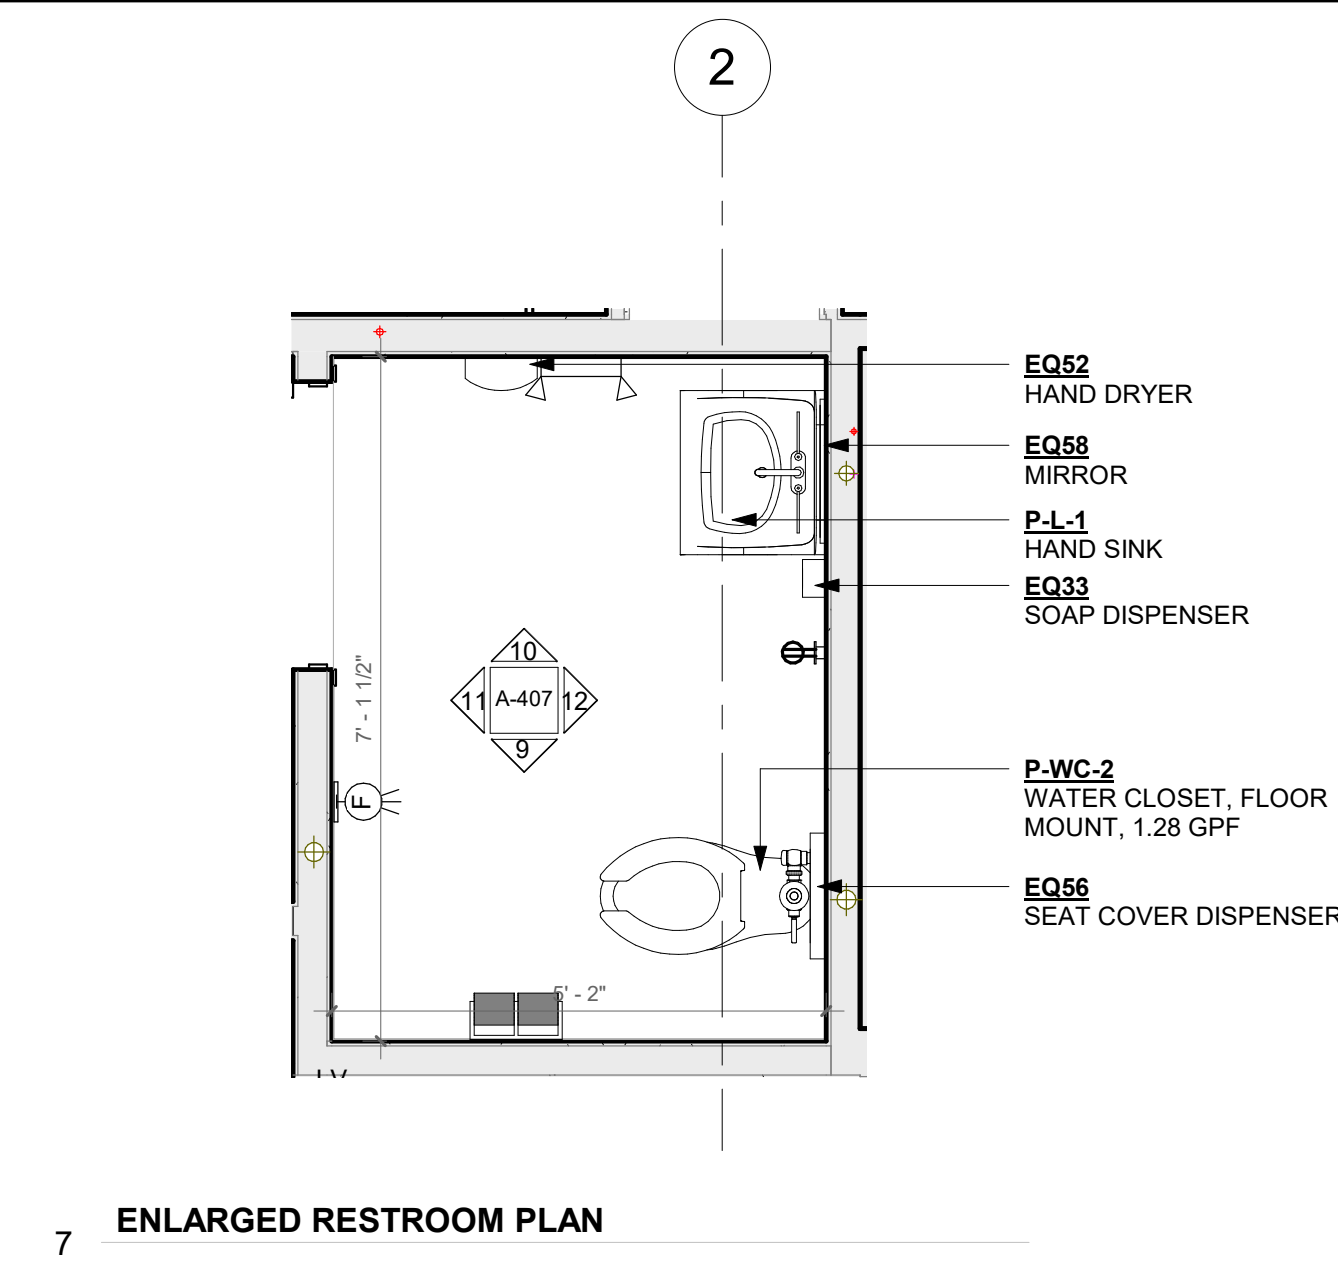 2
EQ52
HAND DRYER
EQ58
MIRROR
P-L-1
HAND SINK
EQ33
SOAP DISPENSER
10
11
A-407
12
9
7' - 1 1/2"
F
P-WC-2
WATER CLOSET, FLOOR
MOUNT, 1.28 GPF
EQ56
SEAT COVER DISPENSER
5' - 2"
7
ENLARGED RESTROOM PLAN